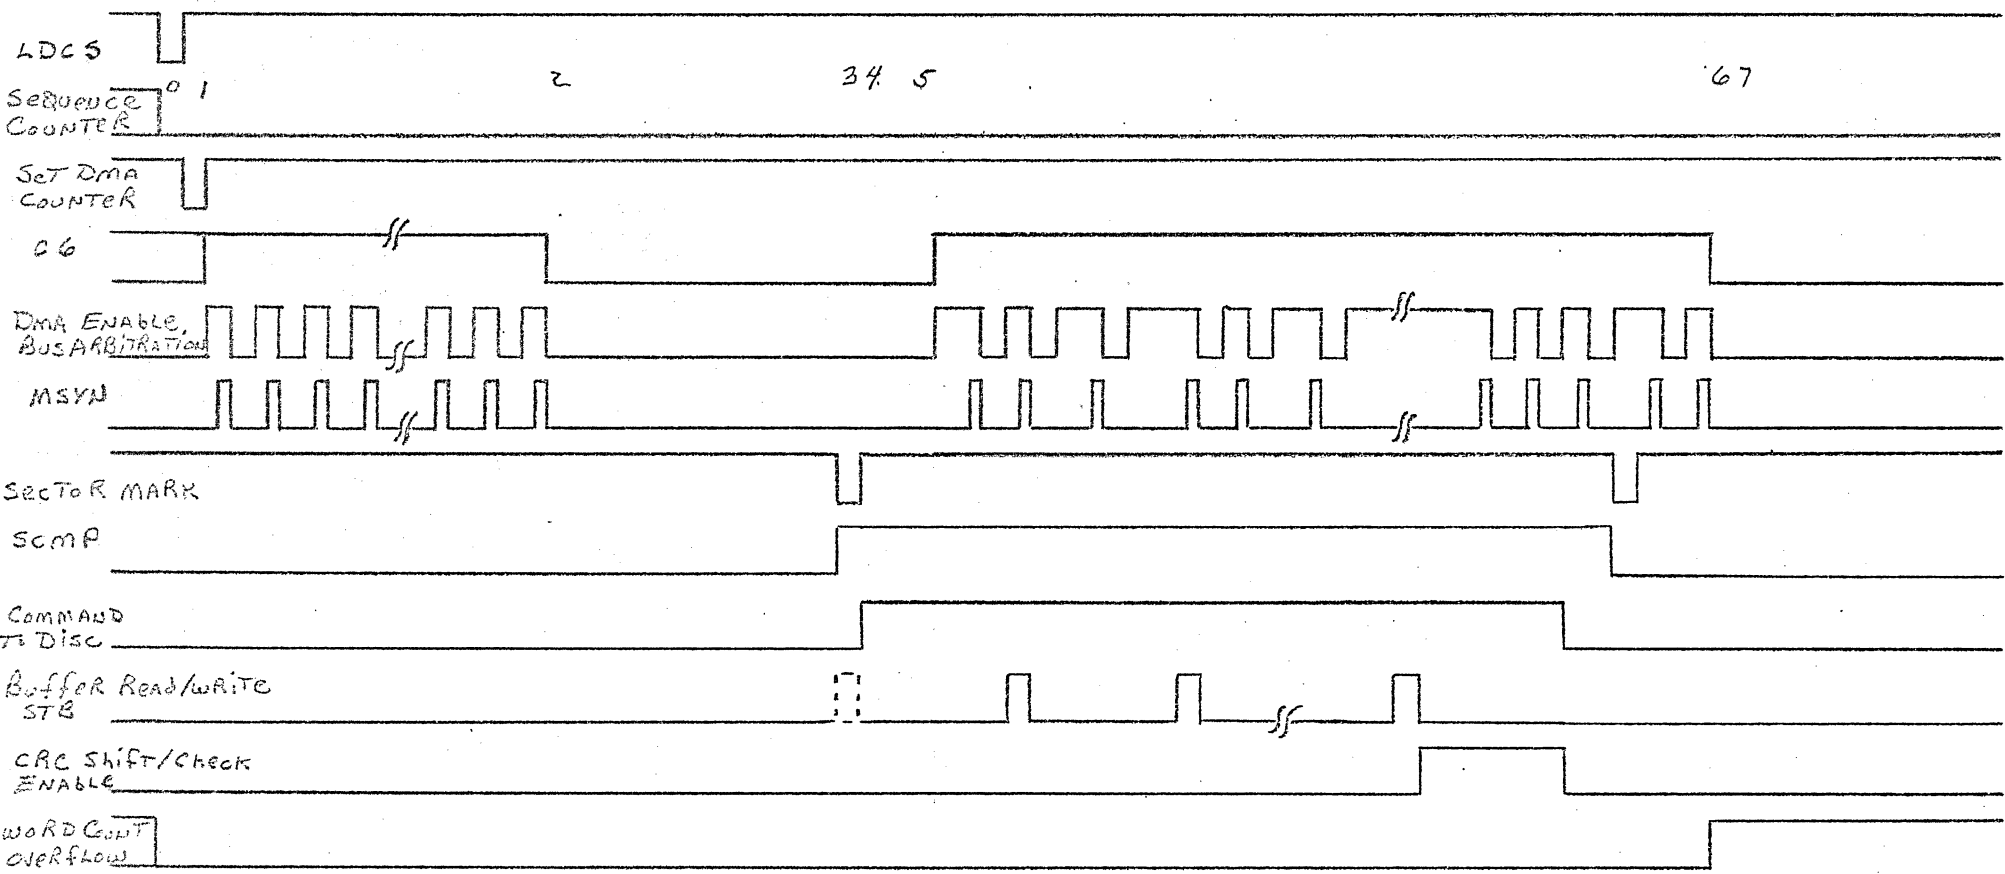 LDCS
0 1 2 3 4 5 6 7
SEQUENCE
COUNTER
SET DMA
COUNTER
C6
DMA ENABLE,
BUS ARBITRATION
MSYN
SECTOR MARK
SCMP
COMMAND
TO DISC
BUFFER READ/WRITE
STB
CRC SHIFT/CHECK
ENABLE
WORD COUNT
OVERFLOW